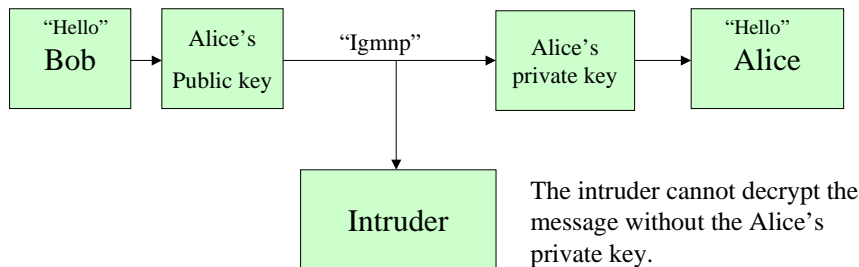 “Hello”
Bob
Alice’s
Public key
“Igmnp”
Alice’s
private key
“Hello”
Alice
Intruder
The intruder cannot decrypt the
message without the Alice’s
private key.